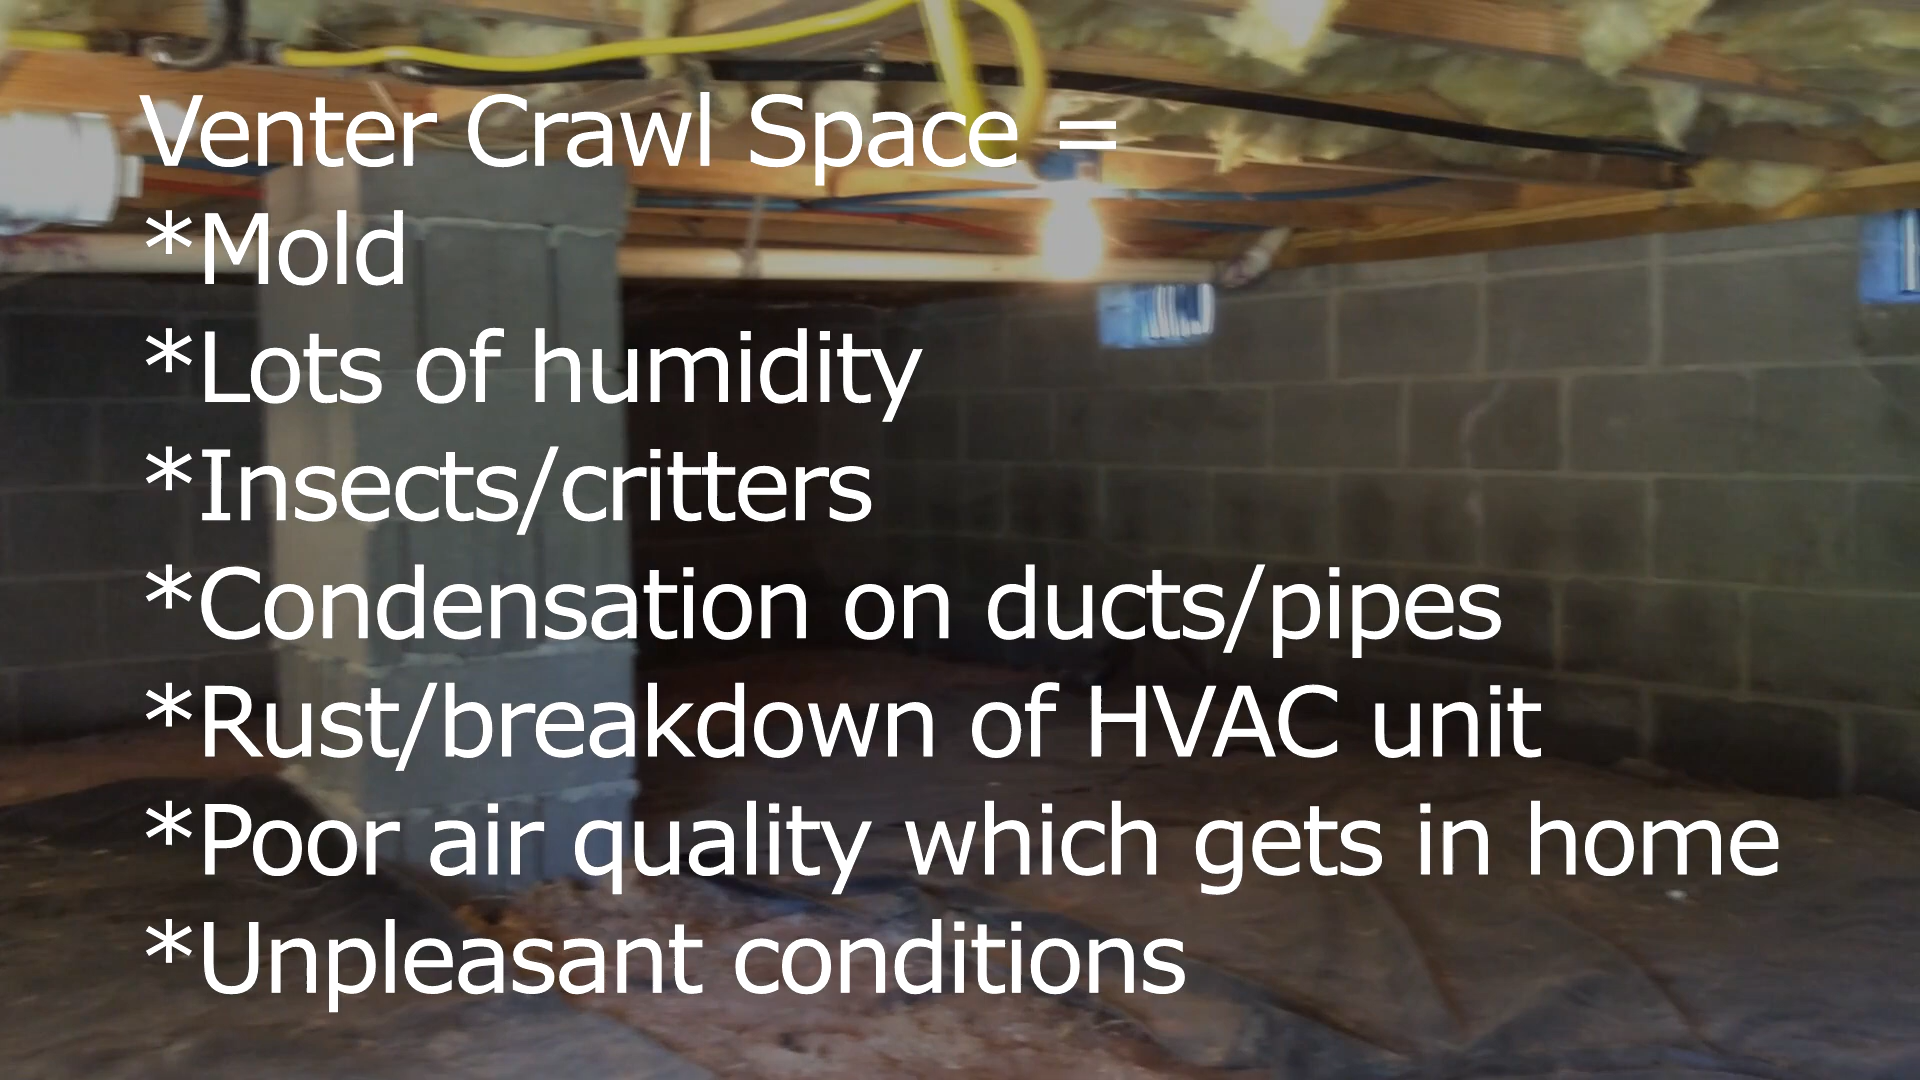 Venter Crawl Space =
*Mold
*Lots of humidity
*Insects/critters
*Condensation on ducts/pipes
*Rust/breakdown of HVAC unit
*Poor air quality which gets in home
*Unpleasant conditions